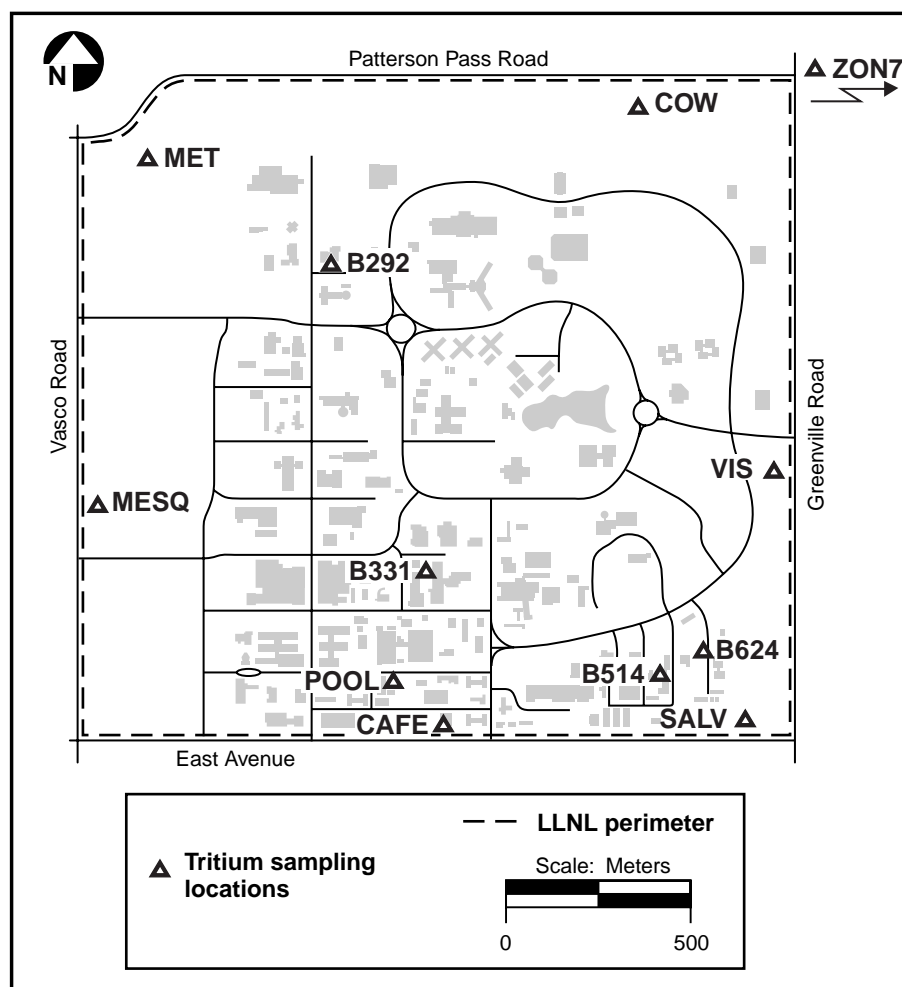 Patterson Pass Road
N
ZON7
COW
MET
B292
Vasco Road
Greenville Road
VIS
MESQ
B331
B624
B514
POOL
SALV
CAFE
East Avenue
LLNL perimeter
Tritium sampling
locations
Scale: Meters
0
500